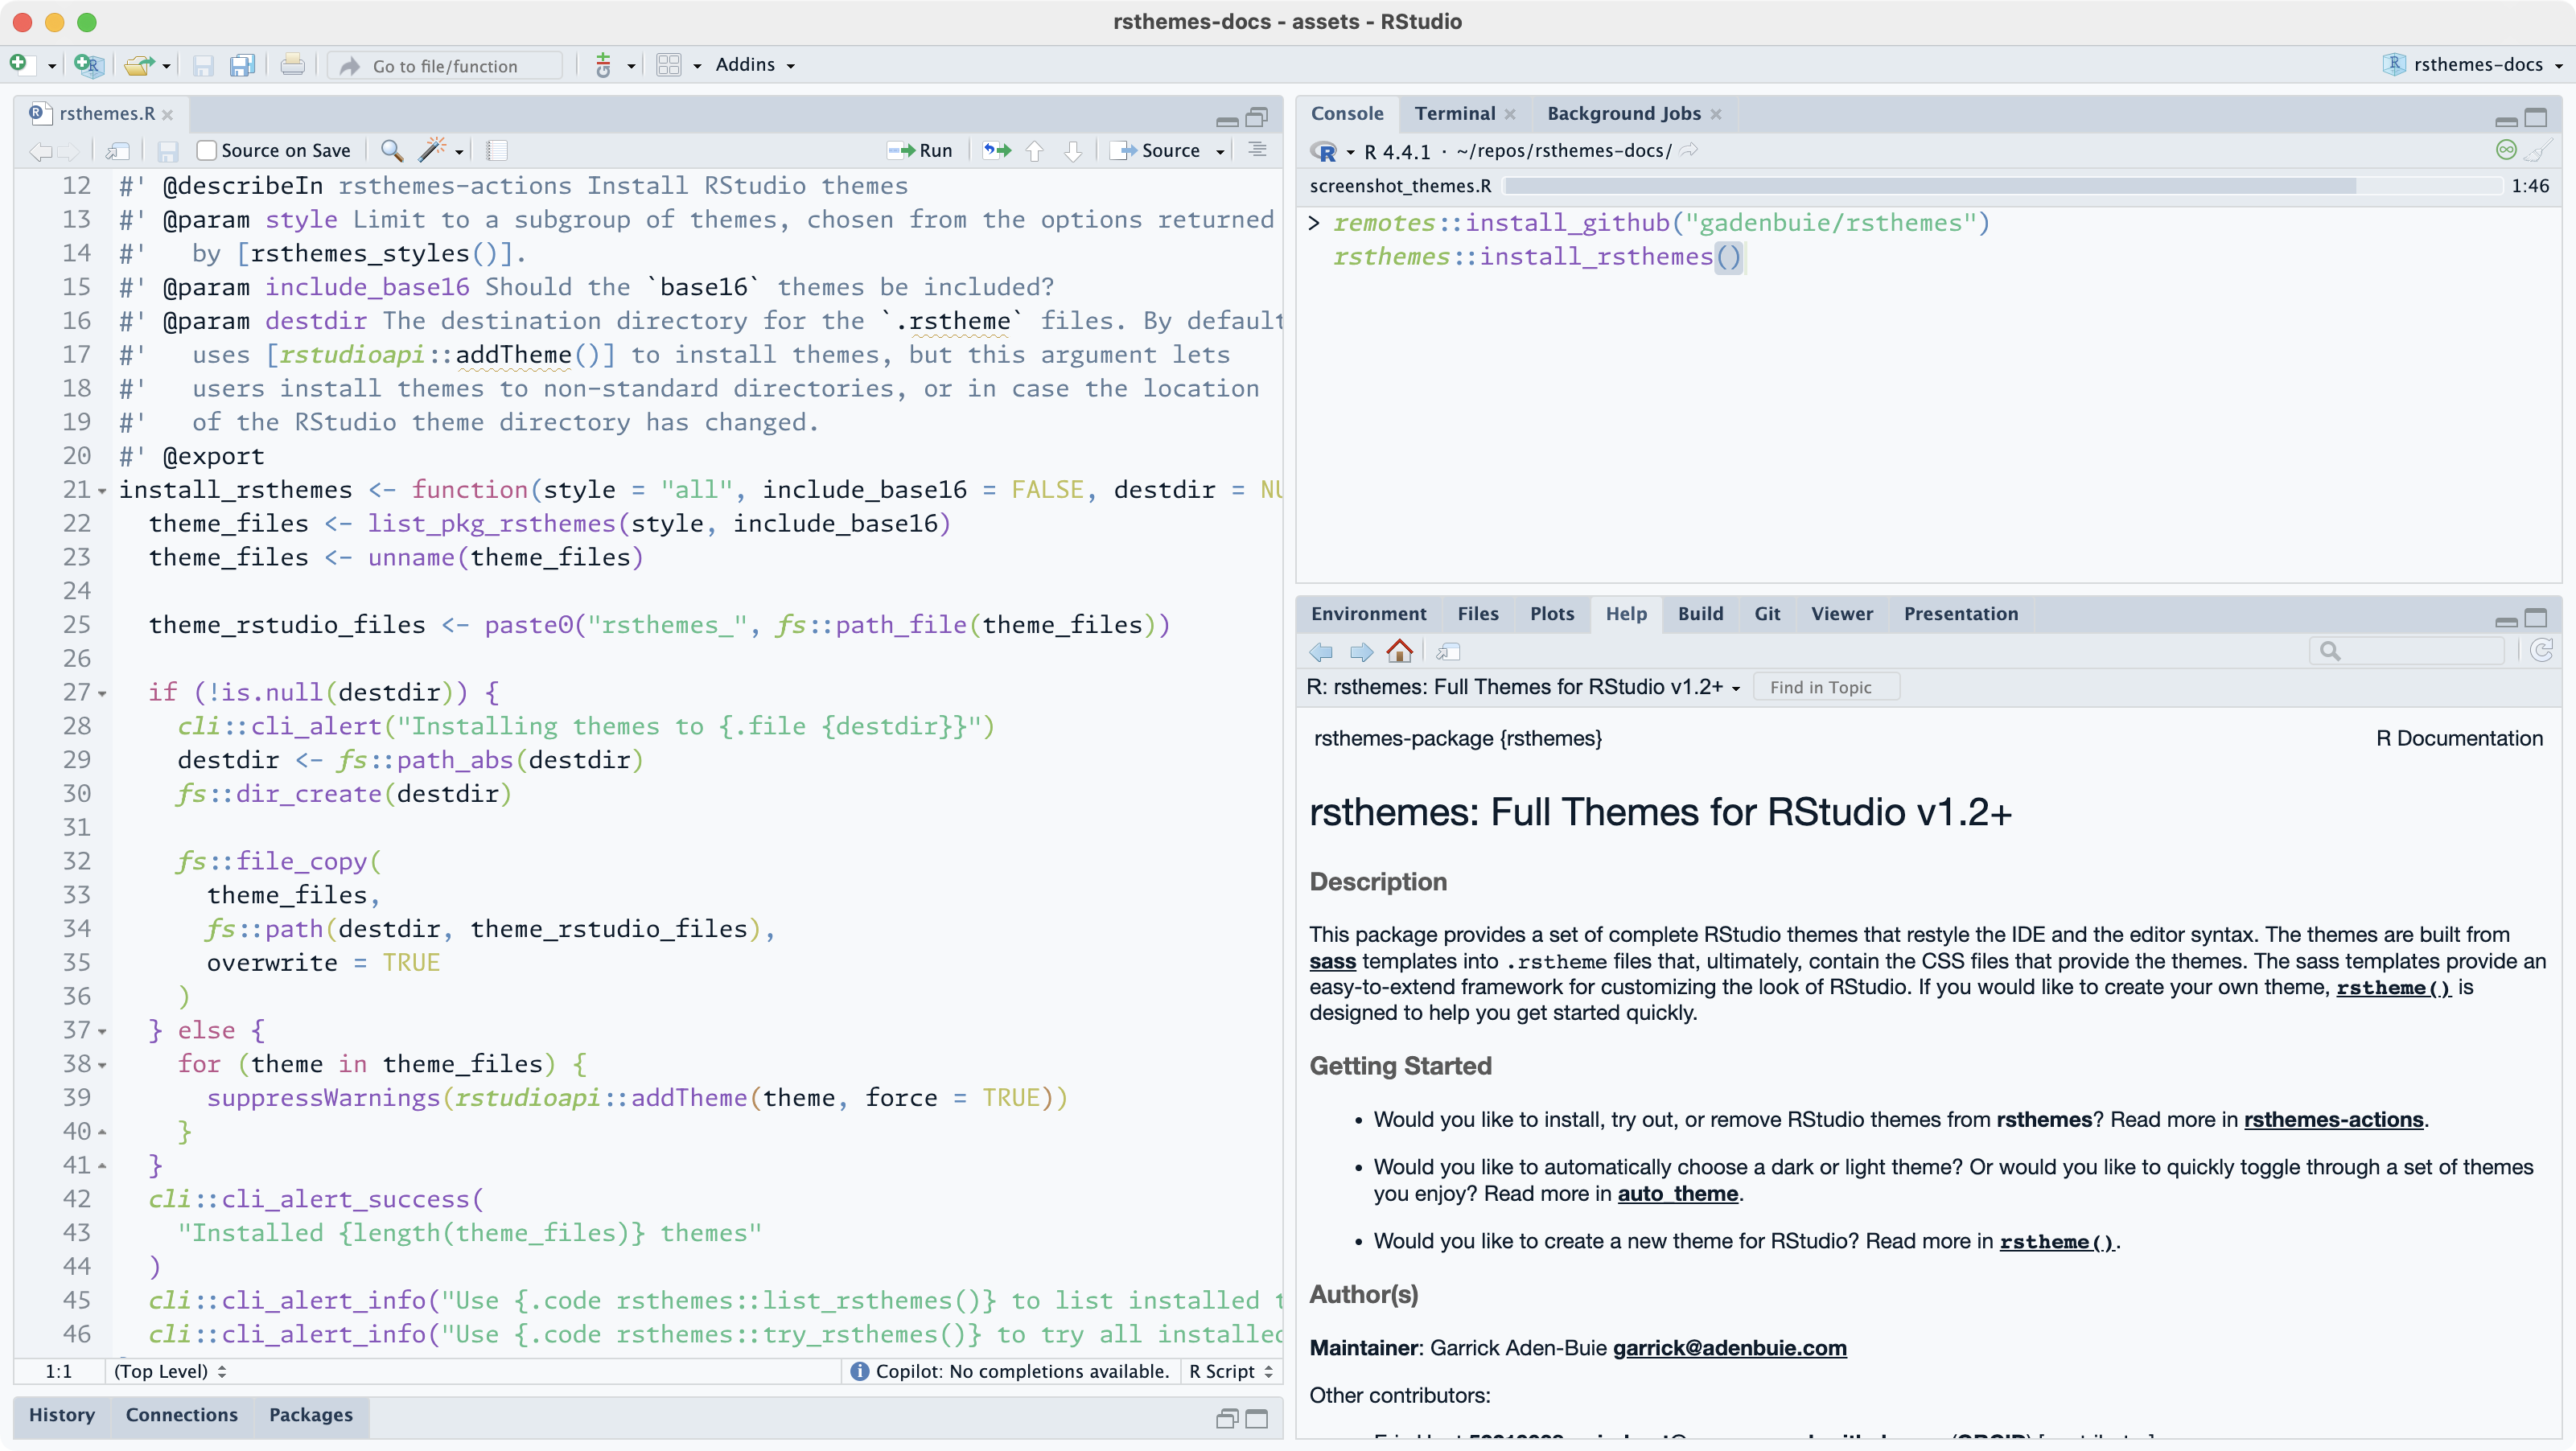 rsthemes-docs - assets - RStudio
Go to file/function
Addins
rsthemes-docs
rsthemes.R
Source on Save
Run
Source
12 #' @describeIn rsthemes-actions Install RStudio themes
13 #' @param style Limit to a subgroup of themes, chosen from the options returned
14 #'   by [rsthemes_styles()].
15 #' @param include_base16 Should the `base16` themes be included?
16 #' @param destdir The destination directory for the `.rstheme` files. By default
17 #'   uses [rstudioapi::addTheme()] to install themes, but this argument lets
18 #'   users install themes to non-standard directories, or in case the location
19 #'   of the RStudio theme directory has changed.
20 #' @export
21 install_rsthemes <- function(style = "all", include_base16 = FALSE, destdir = NU
22   theme_files <- list_pkg_rsthemes(style, include_base16)
23   theme_files <- unname(theme_files)
24
25   theme_rstudio_files <- paste0("rsthemes_", fs::path_file(theme_files))
26
27   if (!is.null(destdir)) {
28     cli::cli_alert("Installing themes to {.file {destdir}}")
29     destdir <- fs::path_abs(destdir)
30     fs::dir_create(destdir)
31
32     fs::file_copy(
33       theme_files,
34       fs::path(destdir, theme_rstudio_files),
35       overwrite = TRUE
36     )
37   } else {
38     for (theme in theme_files) {
39       suppressWarnings(rstudioapi::addTheme(theme, force = TRUE))
40     }
41   }
42   cli::cli_alert_success(
43     "Installed {length(theme_files)} themes"
44   )
45   cli::cli_alert_info("Use {.code rsthemes::list_rsthemes()} to list installed t
46   cli::cli_alert_info("Use {.code rsthemes::try_rsthemes()} to try all installed
1:1 (Top Level) Copilot: No completions available. R Script
History Connections Packages
Console Terminal Background Jobs
R 4.4.1 · ~/repos/rsthemes-docs/
screenshot_themes.R 1:46
> remotes::install_github("gadenbuie/rsthemes")
rsthemes::install_rsthemes()
Environment Files Plots Help Build Git Viewer Presentation
R: rsthemes: Full Themes for RStudio v1.2+ Find in Topic
rsthemes-package {rsthemes} R Documentation
rsthemes: Full Themes for RStudio v1.2+
Description
This package provides a set of complete RStudio themes that restyle the IDE and the editor syntax. The themes are built from
sass templates into .rstheme files that, ultimately, contain the CSS files that provide the themes. The sass templates provide an
easy-to-extend framework for customizing the look of RStudio. If you would like to create your own theme, rstheme() is
designed to help you get started quickly.
Getting Started
• Would you like to install, try out, or remove RStudio themes from rsthemes? Read more in rsthemes-actions.
• Would you like to automatically choose a dark or light theme? Or would you like to quickly toggle through a set of themes
you enjoy? Read more in auto_theme.
• Would you like to create a new theme for RStudio? Read more in rstheme().
Author(s)
Maintainer: Garrick Aden-Buie garrick@adenbuie.com
Other contributors: